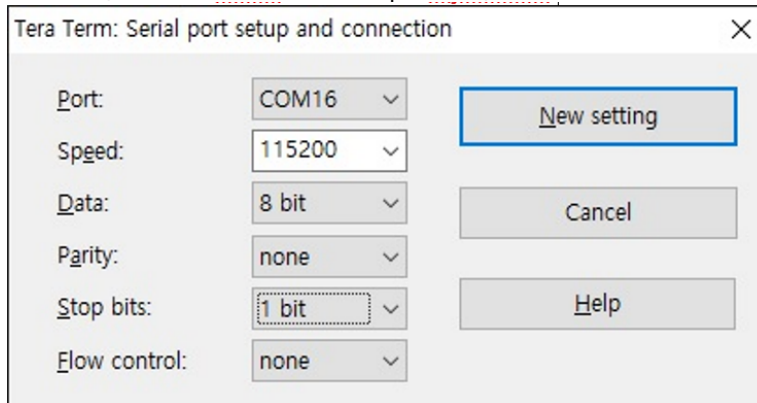 Tera Term: Serial port setup and connection
Port: COM16
New setting
Speed: 115200
Data: 8 bit
Cancel
Parity: none
Stop bits: 1 bit
Help
Flow control: none